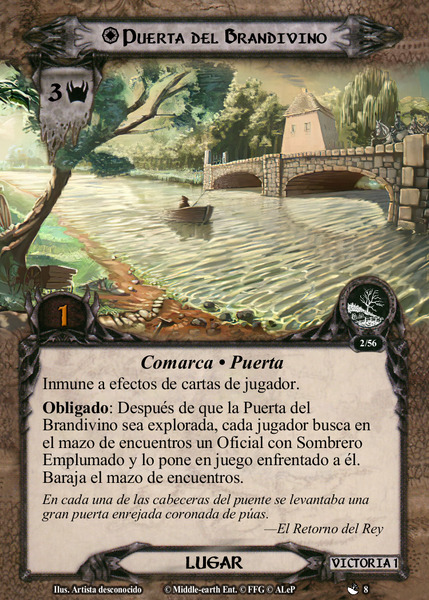 Puerta del Brandivino
3
1
2/56
Comarca • Puerta
Inmune a efectos de cartas de jugador.
Obligado: Después de que la Puerta del
Brandivino sea explorada, cada jugador busca en
el mazo de encuentros un Oficial con Sombrero
Emplumado y lo pone en juego enfrentado a él.
Baraja el mazo de encuentros.
En cada una de las cabeceras del puente se levantaba una
gran puerta enrejada coronada de púas.
—El Retorno del Rey
LUGAR
VICTORIA 1
Ilus. Artista desconocido © Middle-earth Ent. © FFG © ALeP 8